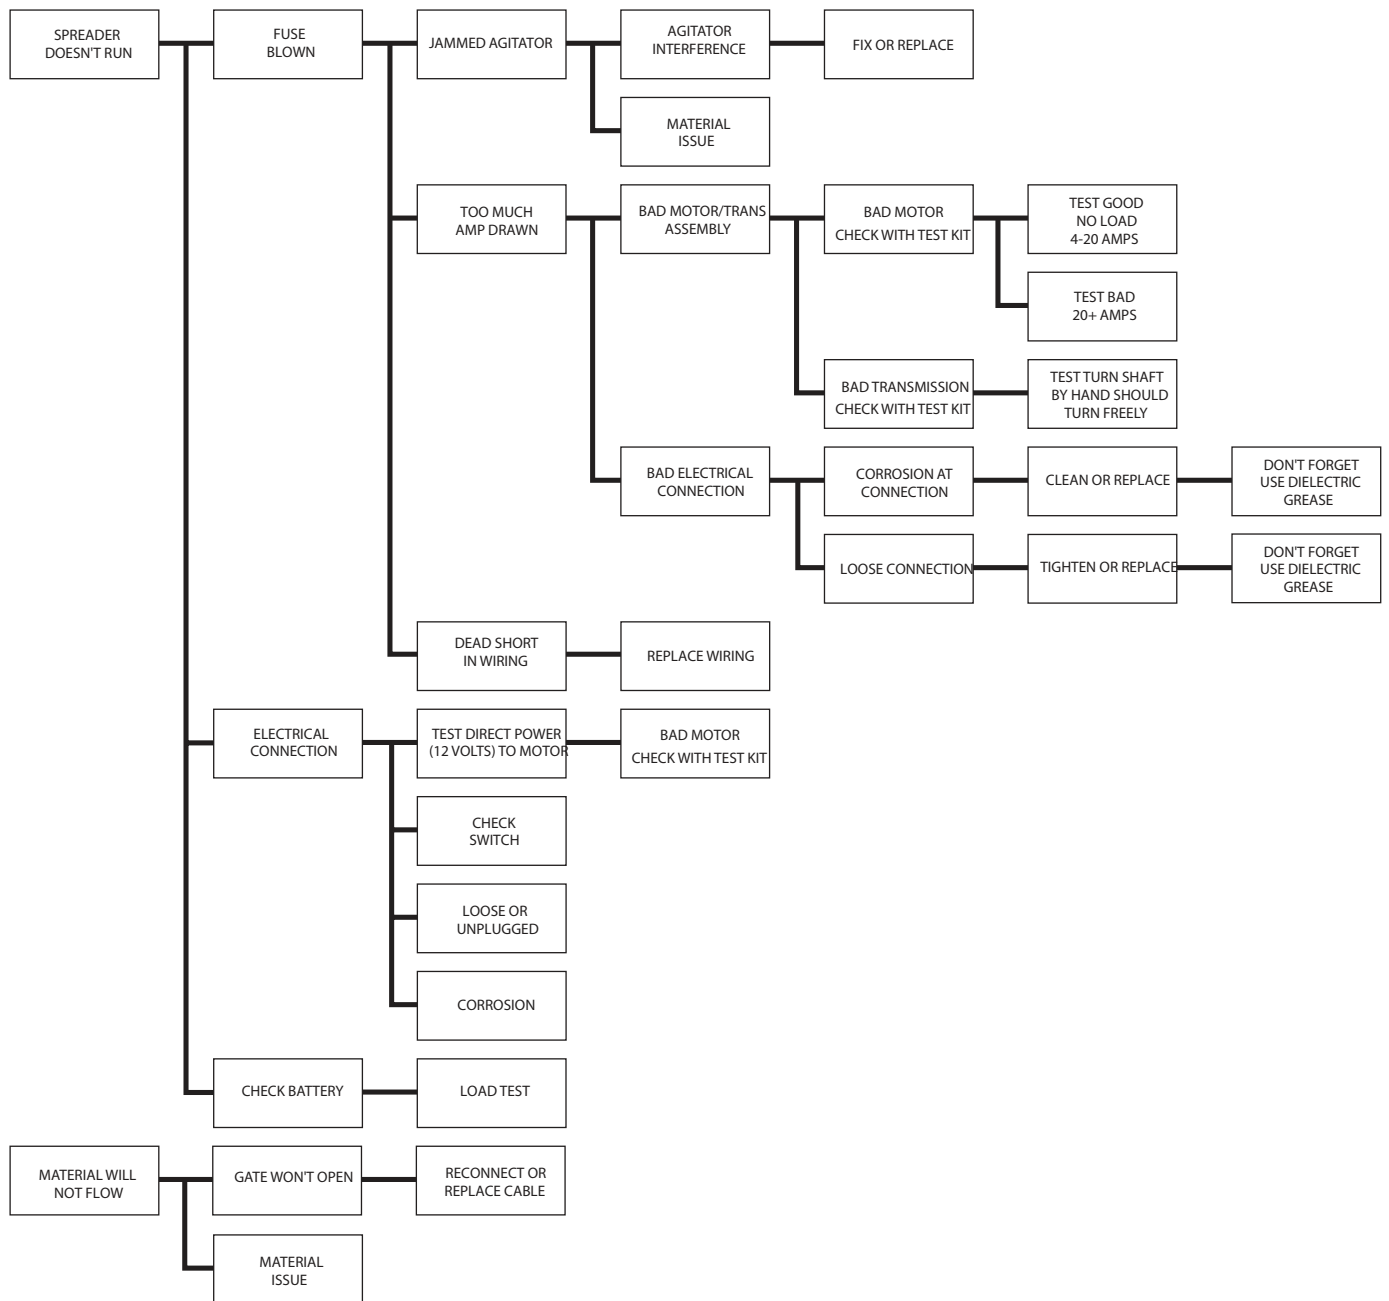 SPREADER
DOESN'T RUN
FUSE
BLOWN
JAMMED AGITATOR
AGITATOR
INTERFERENCE
FIX OR REPLACE
MATERIAL
ISSUE
TOO MUCH
AMP DRAWN
BAD MOTOR/TRANS
ASSEMBLY
BAD MOTOR
CHECK WITH TEST KIT
TEST GOOD
NO LOAD
4-20 AMPS
TEST BAD
20+ AMPS
BAD TRANSMISSION
CHECK WITH TEST KIT
TEST TURN SHAFT
BY HAND SHOULD
TURN FREELY
BAD ELECTRICAL
CONNECTION
CORROSION AT
CONNECTION
CLEAN OR REPLACE
DON'T FORGET
USE DIELECTRIC
GREASE
LOOSE CONNECTION
TIGHTEN OR REPLACE
DON'T FORGET
USE DIELECTRIC
GREASE
DEAD SHORT
IN WIRING
REPLACE WIRING
ELECTRICAL
CONNECTION
TEST DIRECT POWER
(12 VOLTS) TO MOTOR
BAD MOTOR
CHECK WITH TEST KIT
CHECK
SWITCH
LOOSE OR
UNPLUGGED
CORROSION
CHECK BATTERY
LOAD TEST
MATERIAL WILL
NOT FLOW
GATE WON'T OPEN
RECONNECT OR
REPLACE CABLE
MATERIAL
ISSUE